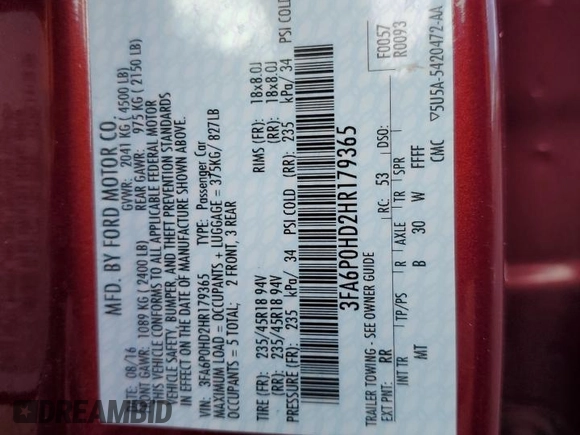 MFD. BY FORD MOTOR CO.
DATE: 08/16 GVWR: 2041 KG ( 4500 LB)
FRONT GAWR: 1089 KG ( 2400 LB) REAR GAWR: 975 KG ( 2150 LB)
THIS VEHICLE CONFORMS TO ALL APPLICABLE FEDERAL MOTOR
VEHICLE SAFETY, BUMPER, AND THEFT PREVENTION STANDARDS
IN EFFECT ON THE DATE OF MANUFACTURE SHOWN ABOVE.
VIN: 3FA6P0HD2HR179365 TYPE: Passenger Car
MAXIMUM LOAD = OCCUPANTS + LUGGAGE = 375KG/ 827LB
OCCUPANTS = 5 TOTAL; 2 FRONT, 3 REAR
TIRE (FR): 235/45R18 94V RIMS (FR): 18x8.0J
(RR): 235/45R18 94V (RR): 18x8.0J
PRESSURE (FR): 235 kPa/ 34 PSI COLD (RR): 235 kPa/ 34 PSI COLD
3FA6P0HD2HR179365
F0057
R0093
TRAILER TOWING - SEE OWNER GUIDE
EXT PNT: RR RC: 53 DSO:
INT TR TP/PS R AXLE TR SPR
MT B 30 W FFFF
CMC ▽5U5A-5420472-AA
DREAMBID